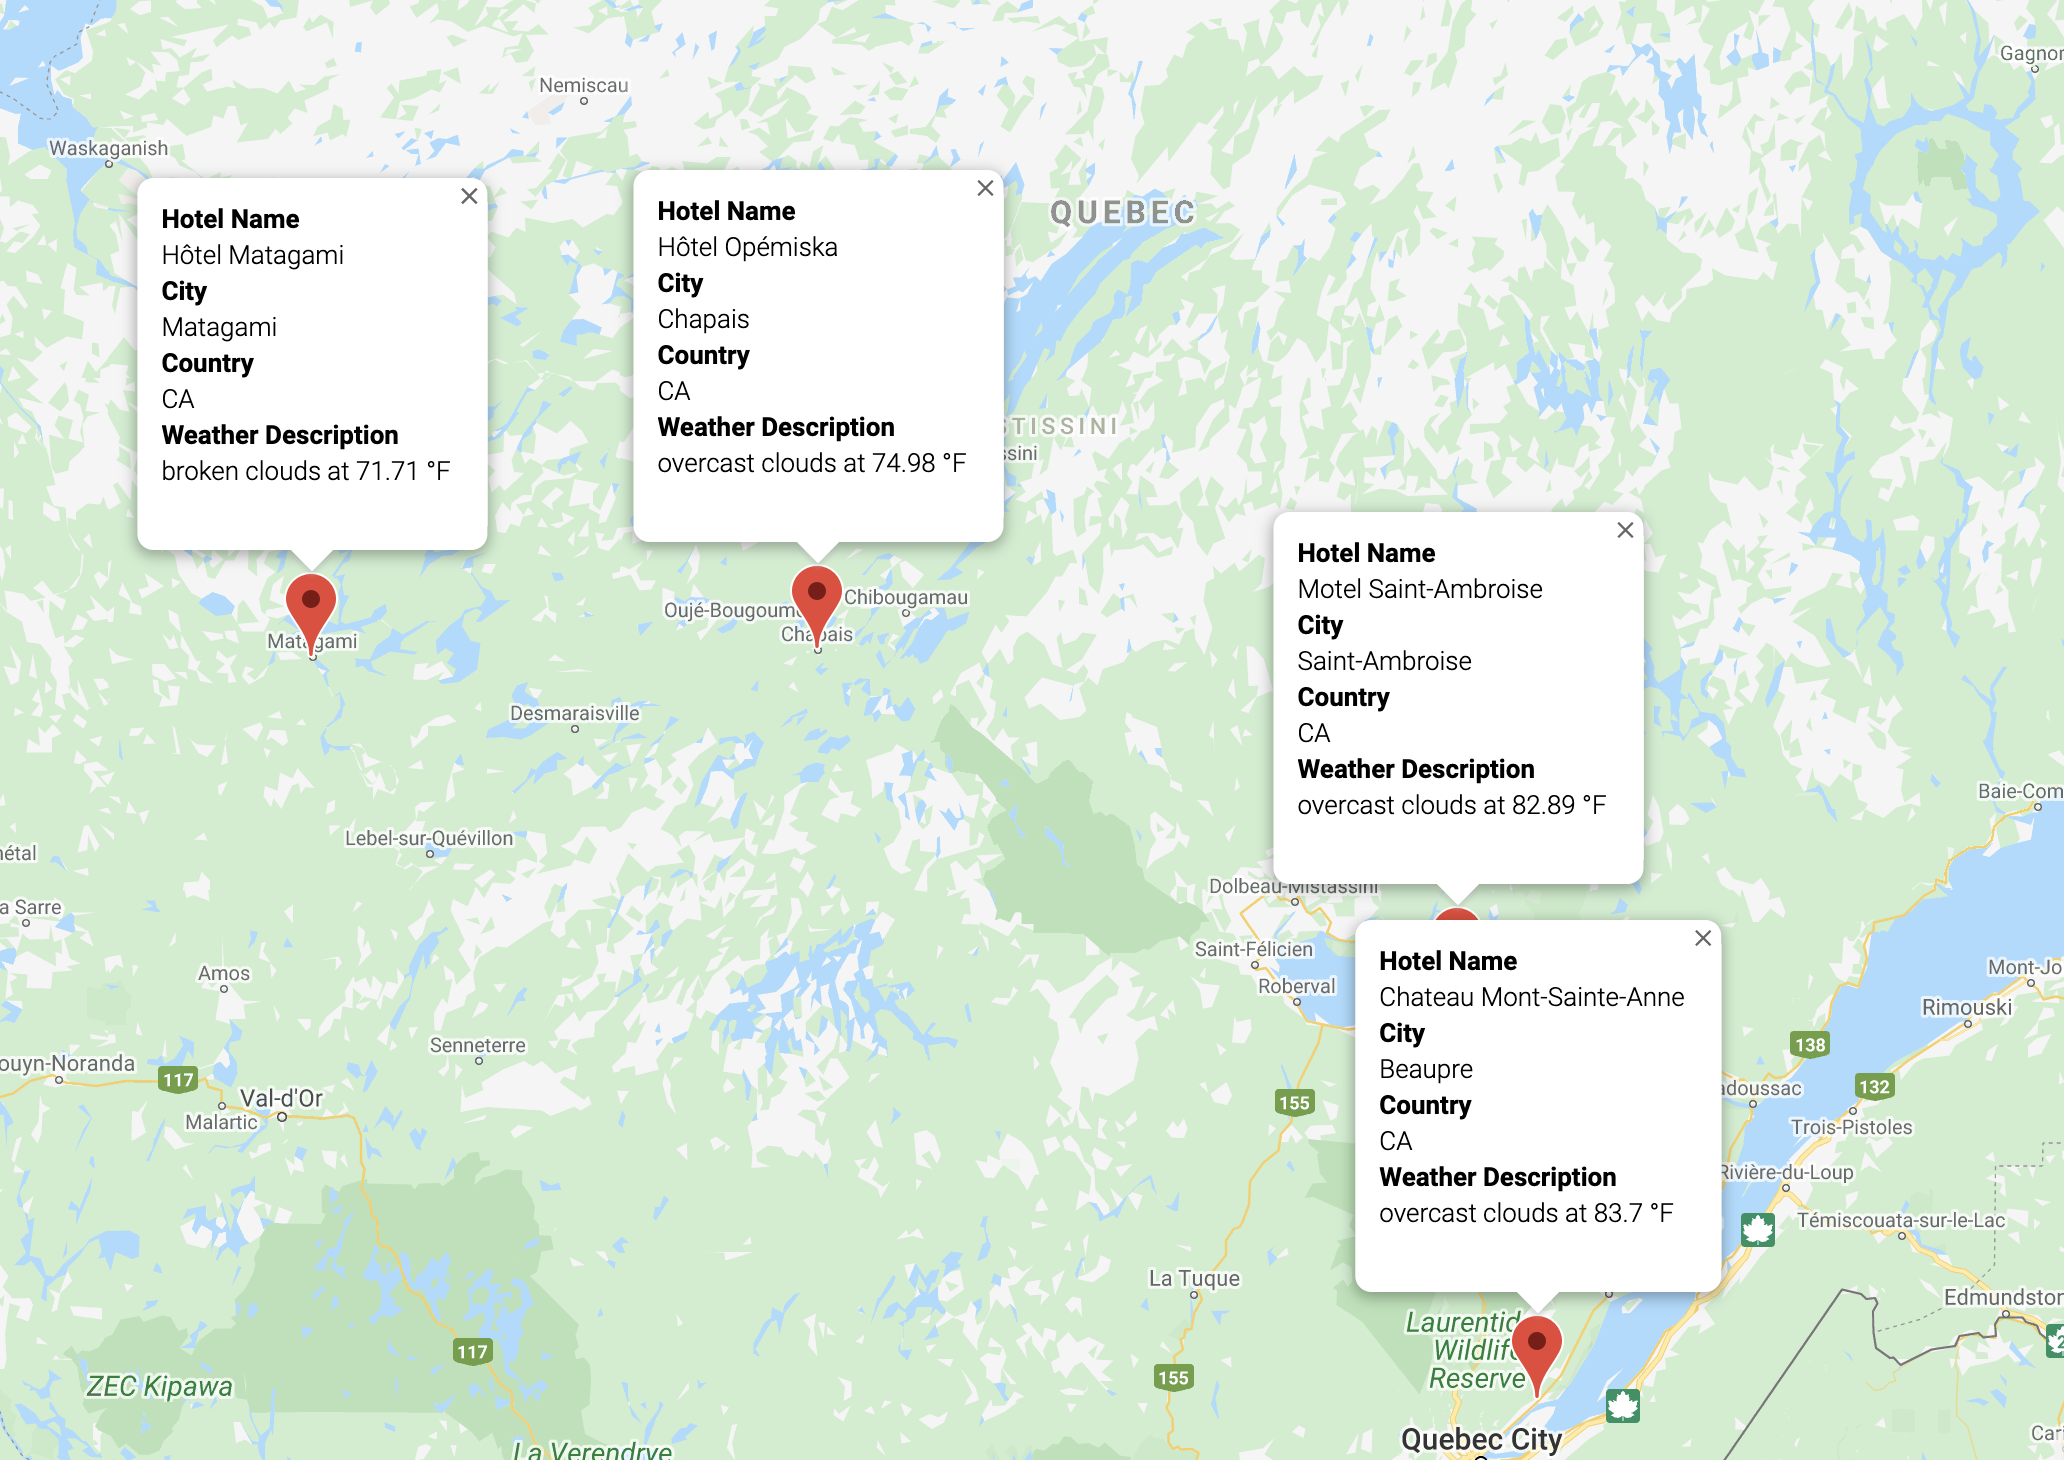 Gagnon
Nemiscau
Waskaganish
QUEBEC
Hotel Name
Hôtel Matagami
City
Matagami
Country
CA
Weather Description
broken clouds at 71.71 °F
Hotel Name
Hôtel Opémiska
City
Chapais
Country
CA
Weather Description
overcast clouds at 74.98 °F
STISSINI
ssini
Hotel Name
Motel Saint-Ambroise
City
Saint-Ambroise
Country
CA
Weather Description
overcast clouds at 82.89 °F
Matagami
Oujé-Bougoum
Chibougamau
Chapais
Desmaraisville
Baie-Com
Lebel-sur-Quévillon
étal
a Sarre
Dolbeau-Mistassini
Saint-Félicien
Roberval
Hotel Name
Chateau Mont-Sainte-Anne
City
Beaupre
Country
CA
Weather Description
overcast clouds at 83.7 °F
Amos
Mont-Jo
Rimouski
Senneterre
138
ouyn-Noranda
117
Val-d'Or
Malartic
155
adoussac
132
Trois-Pistoles
Rivière-du-Loup
Témiscouata-sur-le-Lac
La Tuque
Edmundston
Laurentid
Wildlife
Reserve
117
2
ZEC Kipawa
155
Quebec City
Cari
La Verendrye